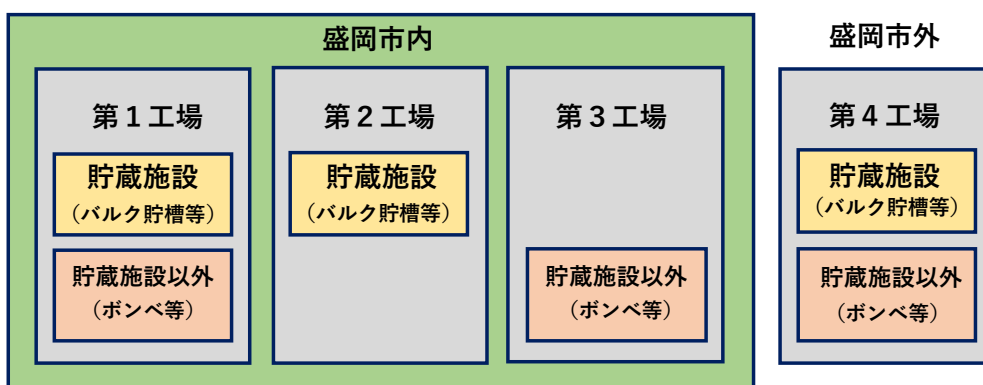 盛岡市内
盛岡市外
第1工場
貯蔵施設
（バルク貯槽等）
貯蔵施設以外
（ボンベ等）
第2工場
貯蔵施設
（バルク貯槽等）
第3工場
貯蔵施設以外
（ボンベ等）
第4工場
貯蔵施設
（バルク貯槽等）
貯蔵施設以外
（ボンベ等）